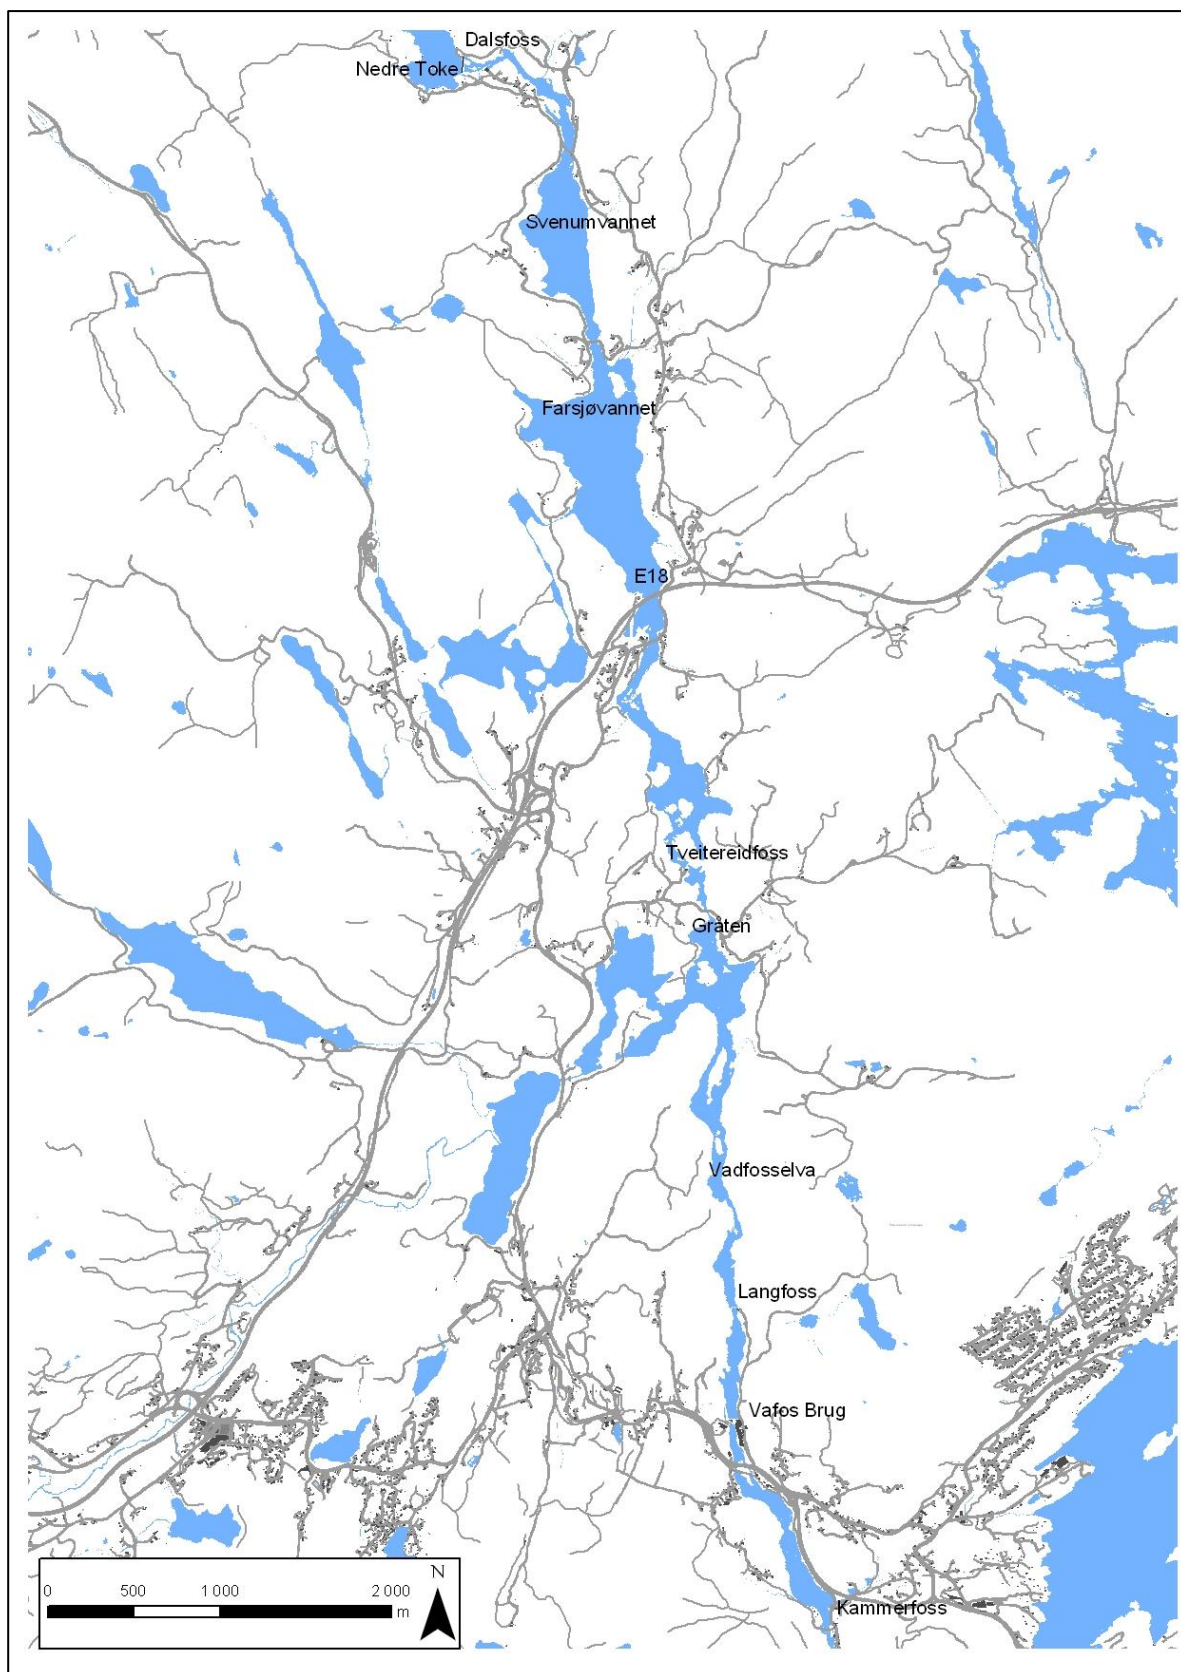 Dalsfoss
Nedre Toke
Svenumvannet
Farsjøvannet
E18
Tveitereidfoss
Gråten
Vadfosselva
Langfoss
Vafos Brug
Kammerfoss
0 500 1 000 2 000
m
N